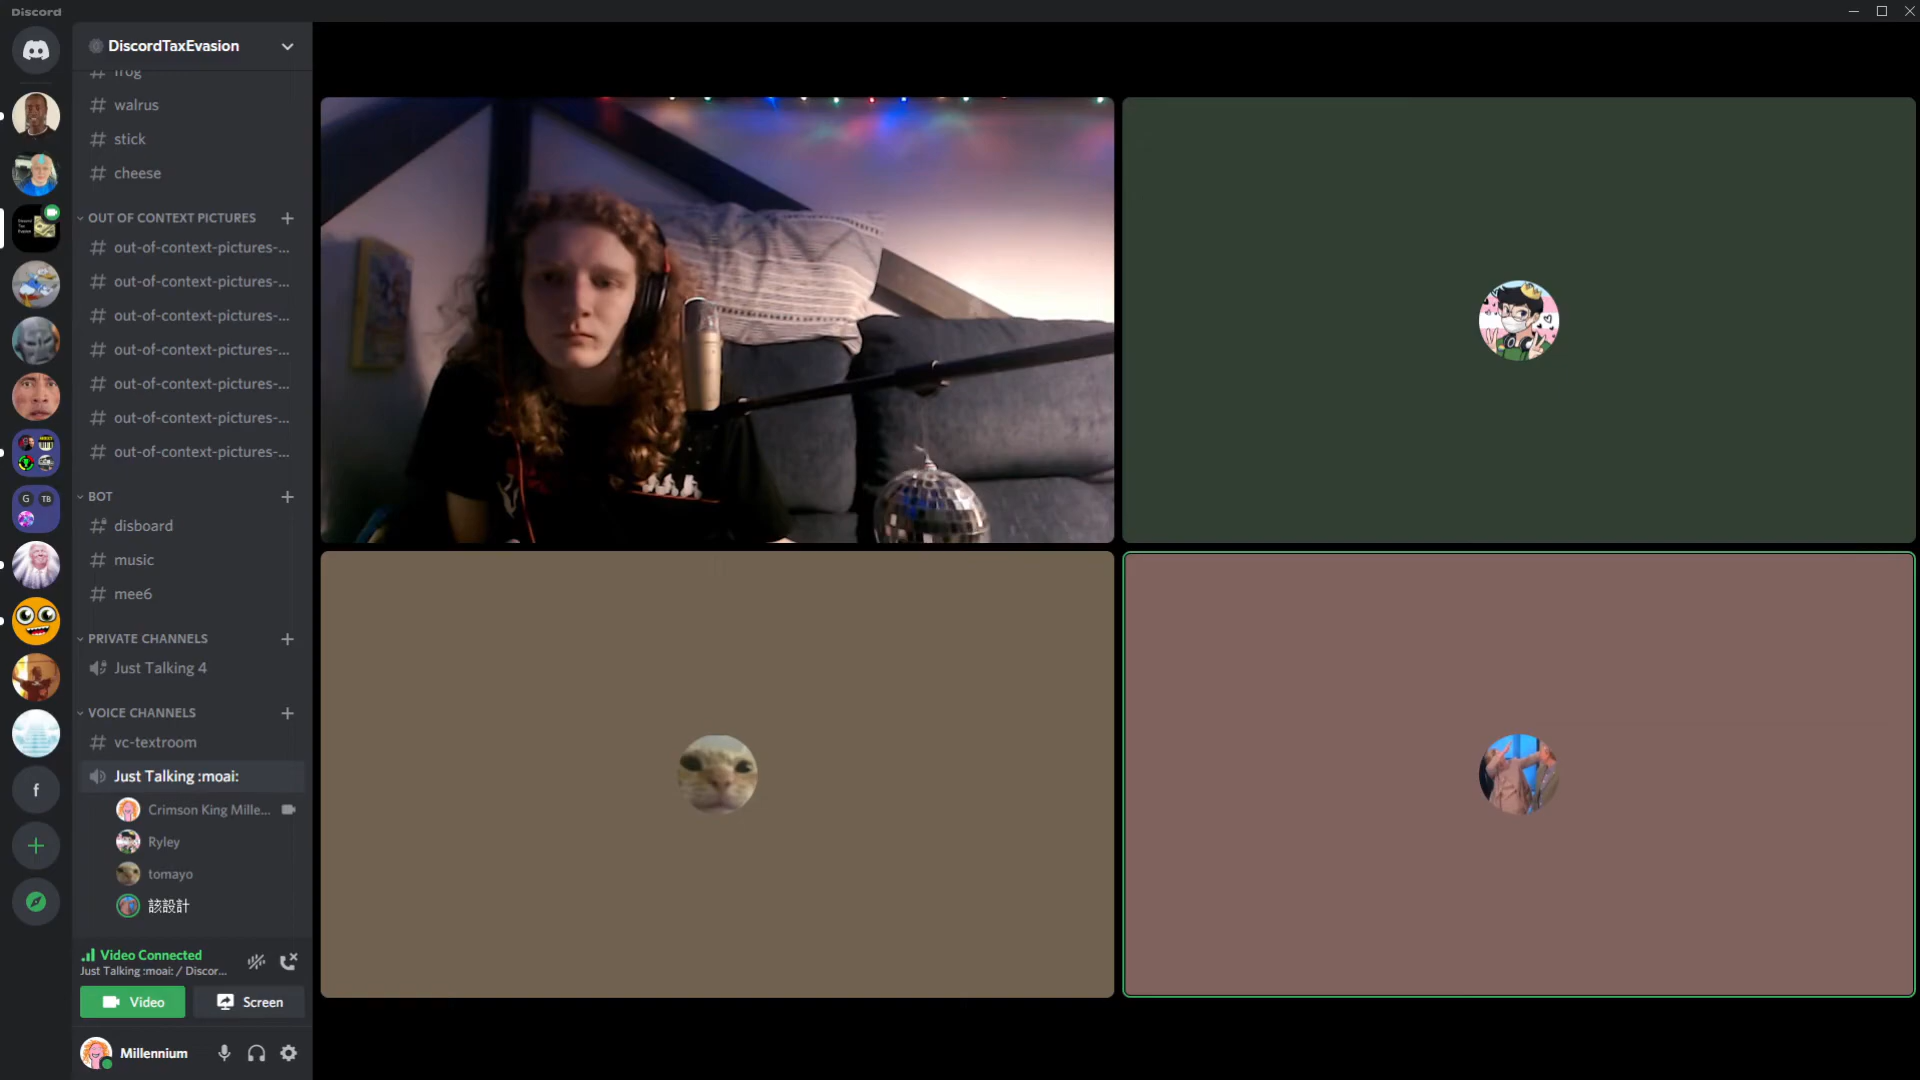 Discord
DiscordTaxEvasion
frog
walrus
stick
cheese
OUT OF CONTEXT PICTURES
out-of-context-pictures-...
out-of-context-pictures-...
out-of-context-pictures-...
out-of-context-pictures-...
out-of-context-pictures-...
out-of-context-pictures-...
out-of-context-pictures-...
BOT
disboard
music
mee6
G TB
PRIVATE CHANNELS
Just Talking 4
VOICE CHANNELS
vc-textroom
Just Talking :moai:
f
Crimson King Mille...
Ryley
tomayo
該設計
Video Connected
Just Talking :moai: / Discor...
Video
Screen
Millennium